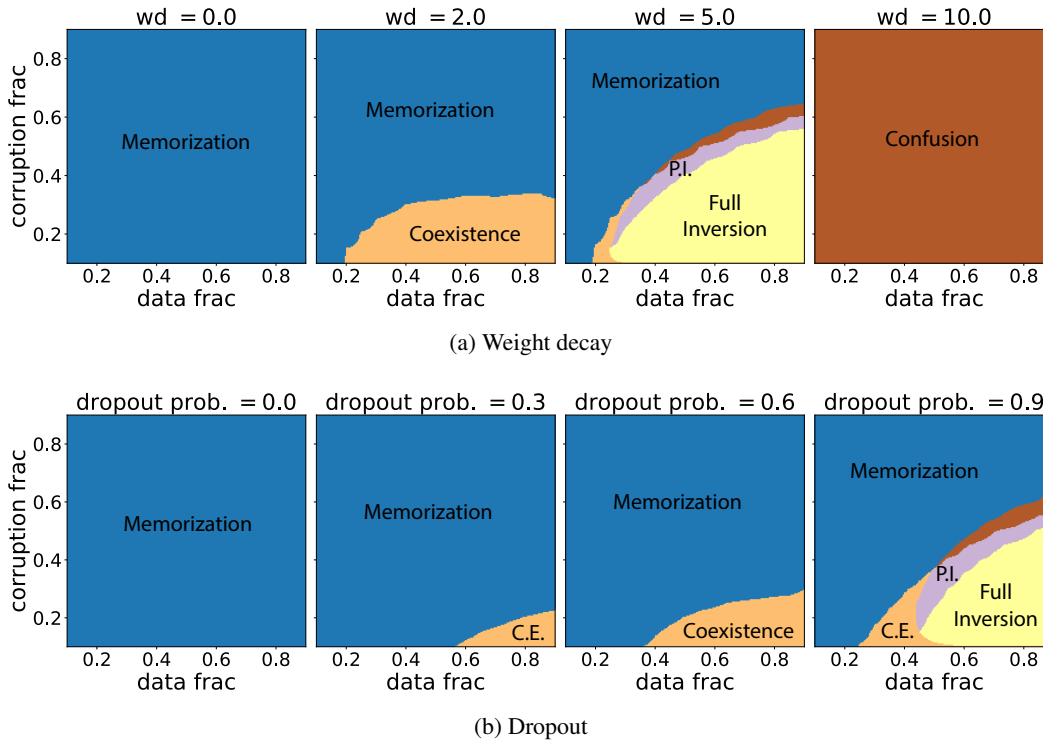 wd = 0.0
wd = 2.0
wd = 5.0
wd = 10.0
corruption frac
0.8
0.6
0.4
0.2
Memorization
Memorization
Coexistence
Memorization
P.I.
Full
Inversion
Confusion
0.2 0.4 0.6 0.8
0.2 0.4 0.6 0.8
0.2 0.4 0.6 0.8
0.2 0.4 0.6 0.8
data frac
data frac
data frac
data frac
(a) Weight decay
dropout prob. = 0.0
dropout prob. = 0.3
dropout prob. = 0.6
dropout prob. = 0.9
corruption frac
0.8
0.6
0.4
0.2
Memorization
Memorization
C.E.
Memorization
Coexistence
Memorization
P.I.
C.E.
Full
Inversion
0.2 0.4 0.6 0.8
0.2 0.4 0.6 0.8
0.2 0.4 0.6 0.8
0.2 0.4 0.6 0.8
data frac
data frac
data frac
data frac
(b) Dropout